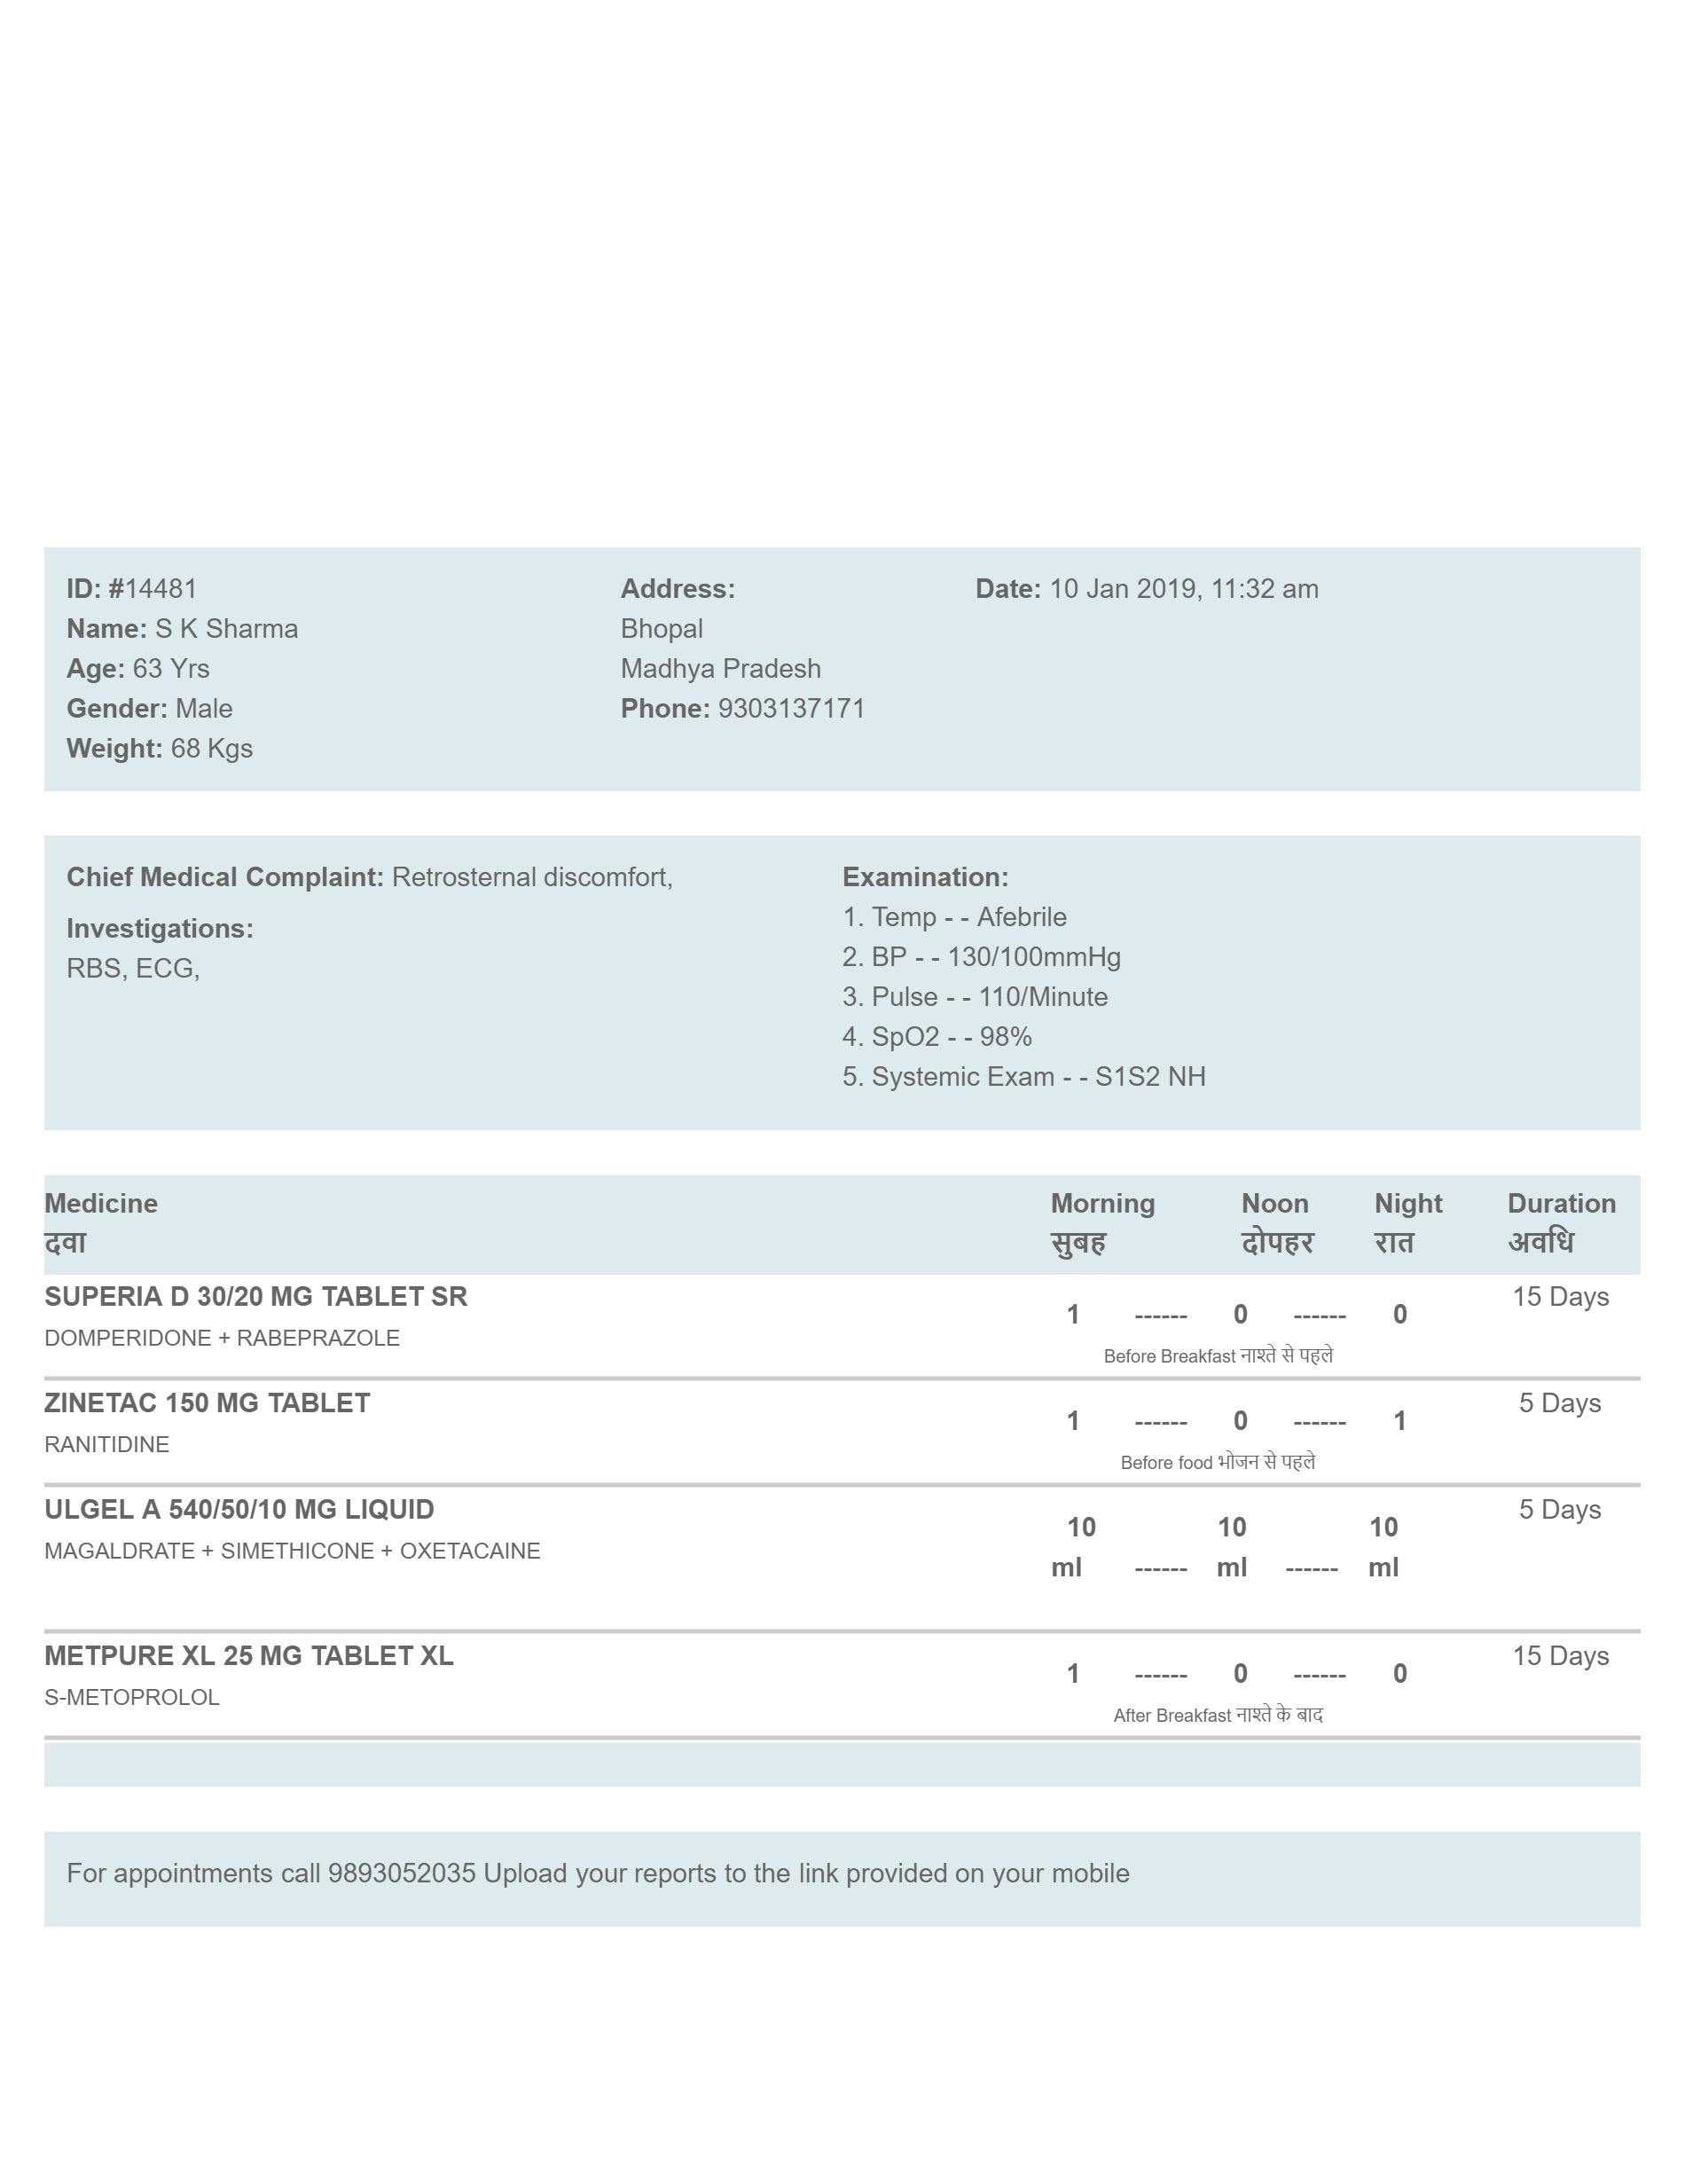 ID: #14481
Name: S K Sharma
Age: 63 Yrs
Gender: Male
Weight: 68 Kgs
Address:
Bhopal
Madhya Pradesh
Phone: 9303137171
Date: 10 Jan 2019, 11:32 am
Chief Medical Complaint: Retrosternal discomfort,
Investigations:
RBS, ECG,
Examination:
1. Temp - - Afebrile
2. BP - - 130/100mmHg
3. Pulse - - 110/Minute
4. SpO2 - - 98%
5. Systemic Exam - - S1S2 NH
Medicine Morning Noon Night Duration
दवा सुबह दोपहर रात अवधि
SUPERIA D 30/20 MG TABLET SR 1 ------ 0 ------ 0 15 Days
DOMPERIDONE + RABEPRAZOLE
Before Breakfast नाश्ते से पहले
ZINETAC 150 MG TABLET 1 ------ 0 ------ 1 5 Days
RANITIDINE
Before food भोजन से पहले
ULGEL A 540/50/10 MG LIQUID 10 10 10 5 Days
MAGALDRATE + SIMETHICONE + OXETACAINE ml ------ ml ------ ml
METPURE XL 25 MG TABLET XL 1 ------ 0 ------ 0 15 Days
S-METOPROLOL
After Breakfast नाश्ते के बाद
For appointments call 9893052035 Upload your reports to the link provided on your mobile